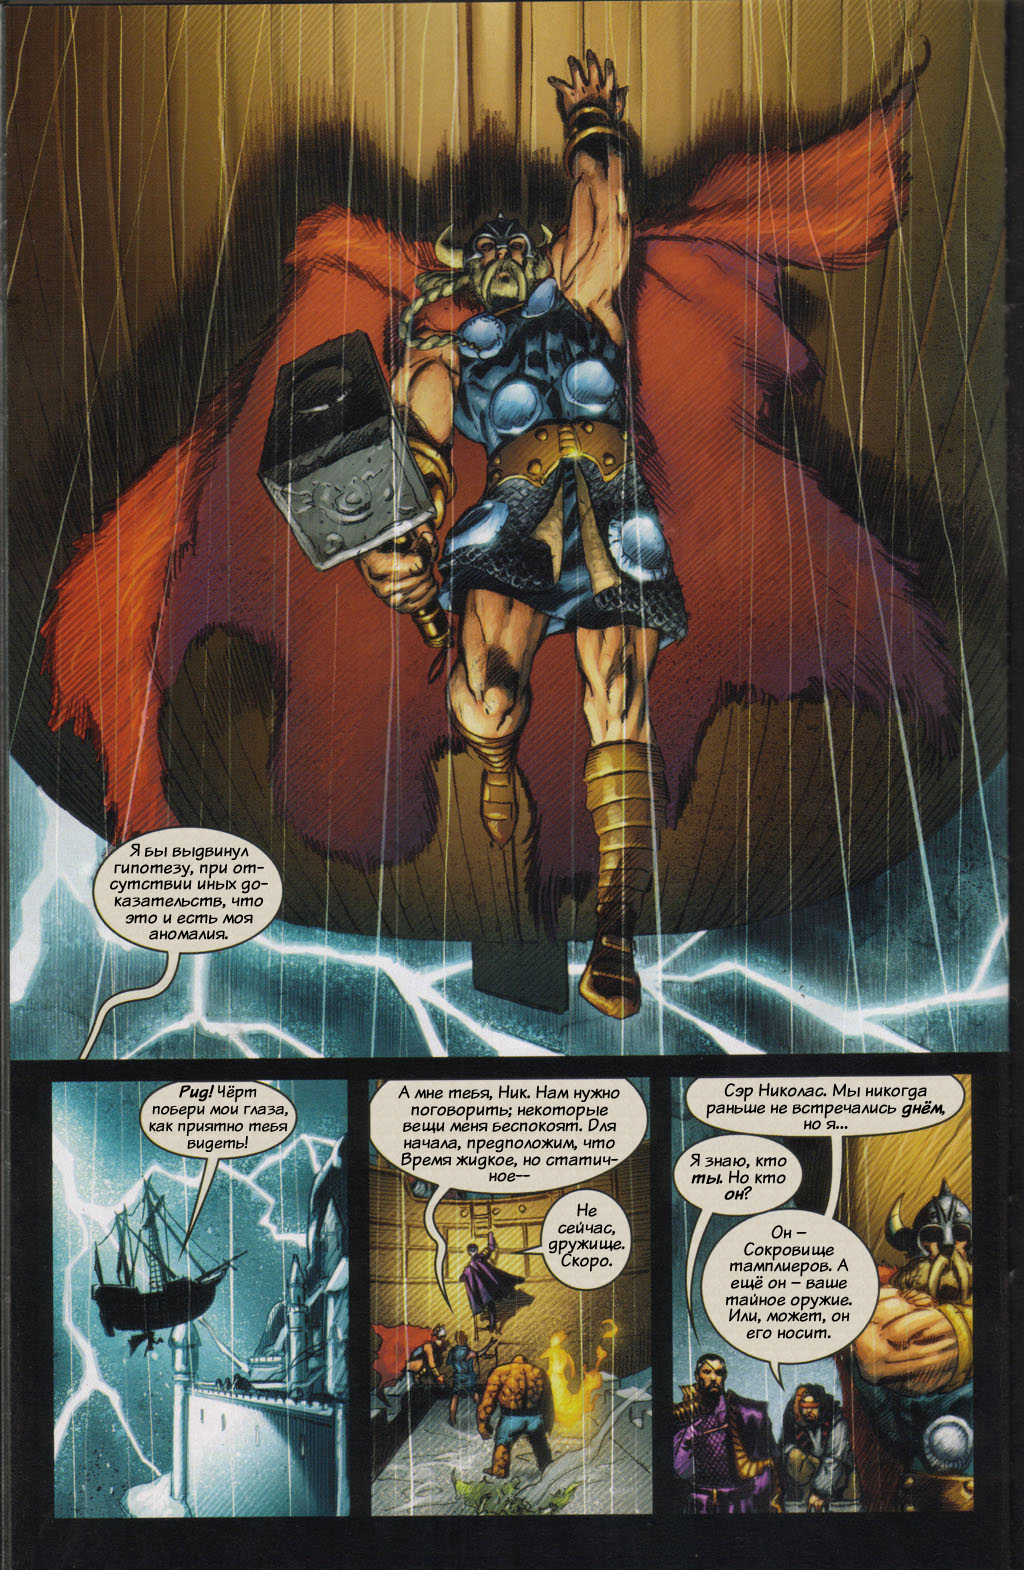 Я бы выдвинул
гипотезу, при от-
сутствии иных до-
казательств, что
это и есть моя
аномалия.
Рид! Чёрт
побери мои глаза,
как приятно тебя
видеть!
А мне тебя, Ник. Нам нужно
поговорить; некоторые
вещи меня беспокоят. Для
начала, предположим, что
Время жидкое, но статич-
ное--
Не
сейчас,
дружище.
Скоро.
Сэр Николас. Мы никогда
раньше не встречались днём,
но я...
Я знаю, кто
ты. Но кто
он?
Он –
Сокровище
тамплиеров. А
ещё он – ваше
тайное оружие.
Или, может, он
его носит.